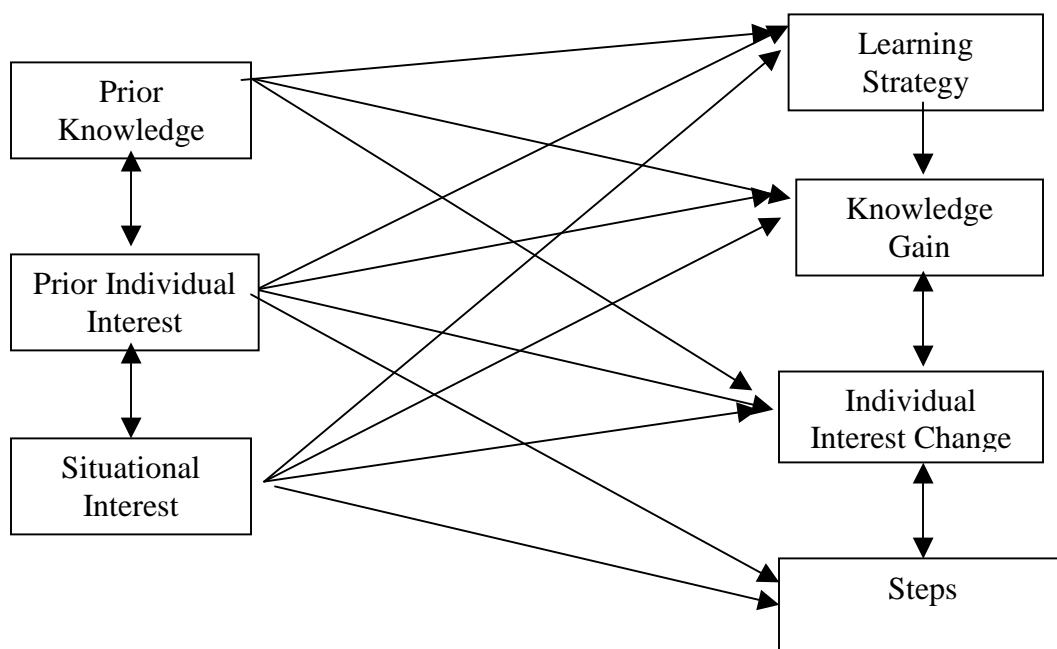 Prior
Knowledge
Prior Individual
Interest
Situational
Interest
Learning
Strategy
Knowledge
Gain
Individual
Interest Change
Steps